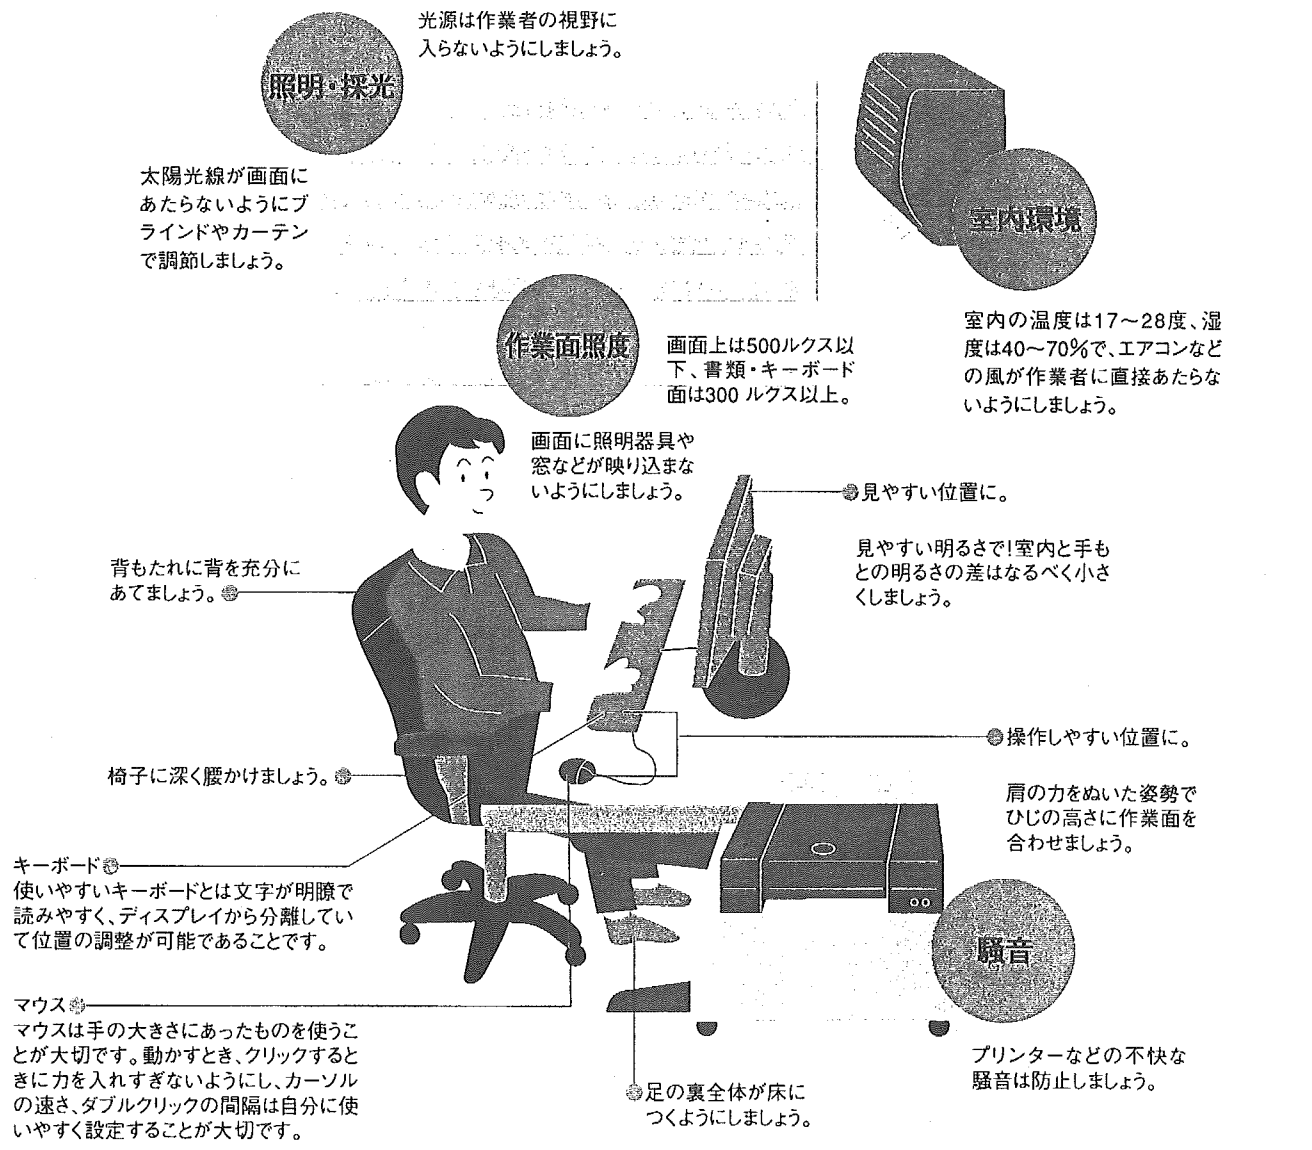 照明・採光
光源は作業者の視野に
入らないようにしましょう。
太陽光線が画面に
あたらないようにブ
ラインドやカーテン
で調節しましょう。
室内環境
室内の温度は17〜28度、湿
度は40〜70%で、エアコンなど
の風が作業者に直接あたらな
いようにしましょう。
作業面照度
画面上は500ルクス以
下、書類・キーボード
面は300 ルクス以上。
画面に照明器具や
窓などが映り込まな
いようにしましょう。
見やすい位置に。
見やすい明るさで!室内と手も
との明るさの差はなるべく小さ
くしましょう。
背もたれに背を充分に
あてましょう。
操作しやすい位置に。
肩の力をぬいた姿勢で
ひじの高さに作業面を
合わせましょう。
椅子に深く腰かけましょう。
キーボード
使いやすいキーボードとは文字が明瞭で
読みやすく、ディスプレイから分離してい
て位置の調整が可能であることです。
騒音
プリンターなどの不快な
騒音は防止しましょう。
マウス
マウスは手の大きさにあったものを使うこ
とが大切です。動かすとき、クリックすると
きに力を入れすぎないようにし、カーソル
の速さ、ダブルクリックの間隔は自分に使
いやすく設定することが大切です。
足の裏全体が床に
つくようにしましょう。